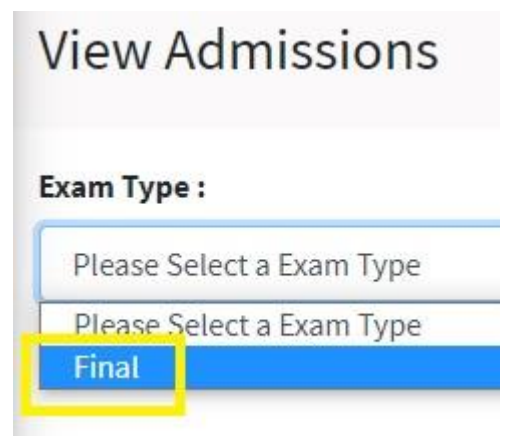 View Admissions
Exam Type :
Please Select a Exam Type
Please Select a Exam Type
Final